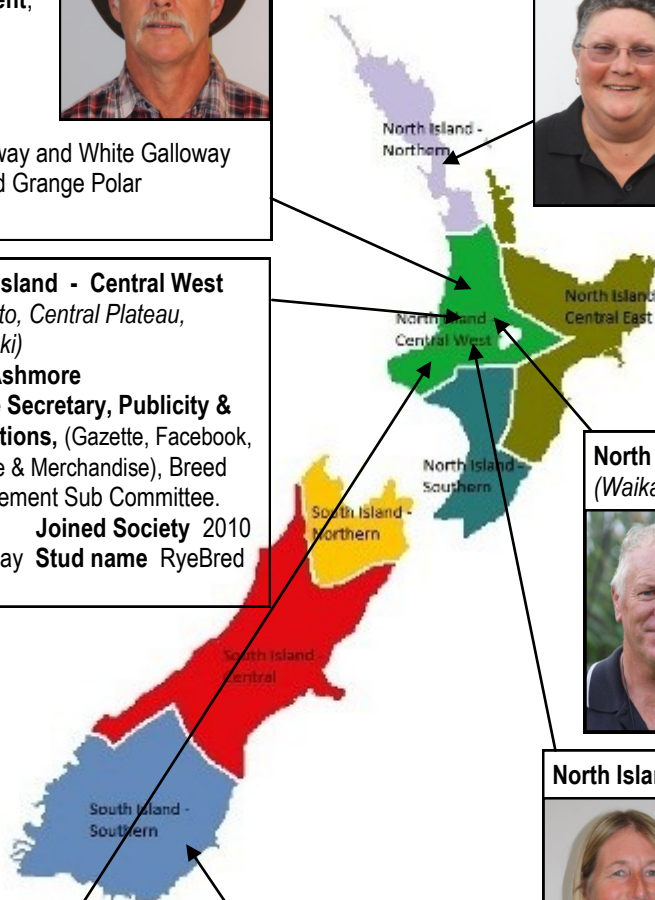 ent,
way and White Galloway
d Grange Polar
sland - Central West
to, Central Plateau,
ki)
Ashmore
e Secretary, Publicity &
tions, (Gazette, Facebook,
e & Merchandise), Breed
ement Sub Committee.
Joined Society 2010
ay Stud name RyeBred
North Island -
Northern
North Island
Central East
North Island
Central West
North Island -
Southern
North
(Waika
South Island -
Northern
South Island -
Central
North Islan
South Island -
Southern